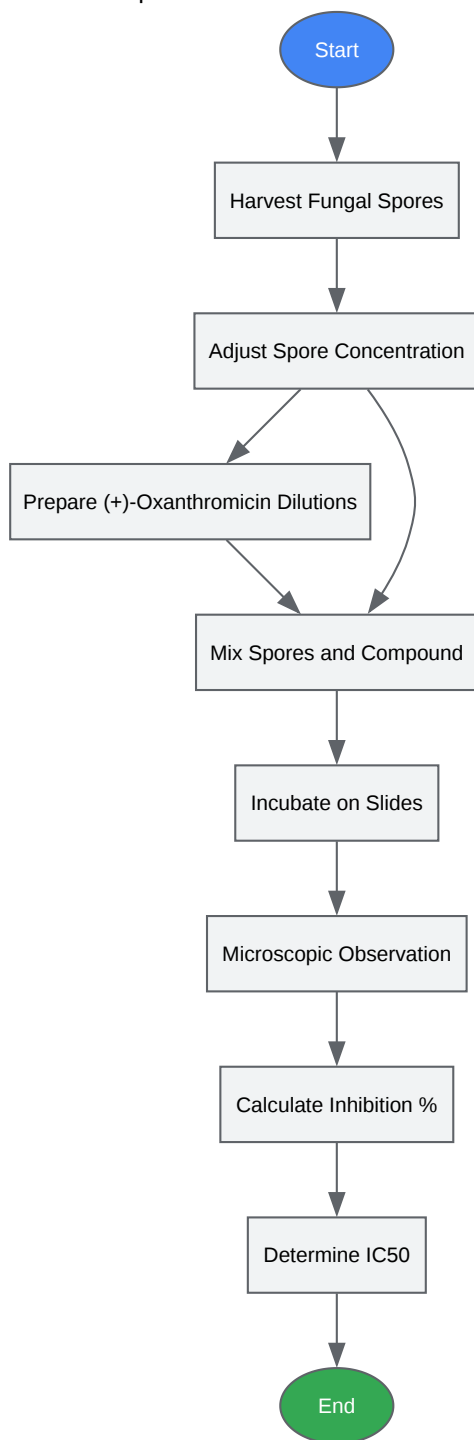 Start
Harvest Fungal Spores
Adjust Spore Concentration
Prepare (+)-Oxanthromicin Dilutions
Mix Spores and Compound
Incubate on Slides
Microscopic Observation
Calculate Inhibition %
Determine IC50
End